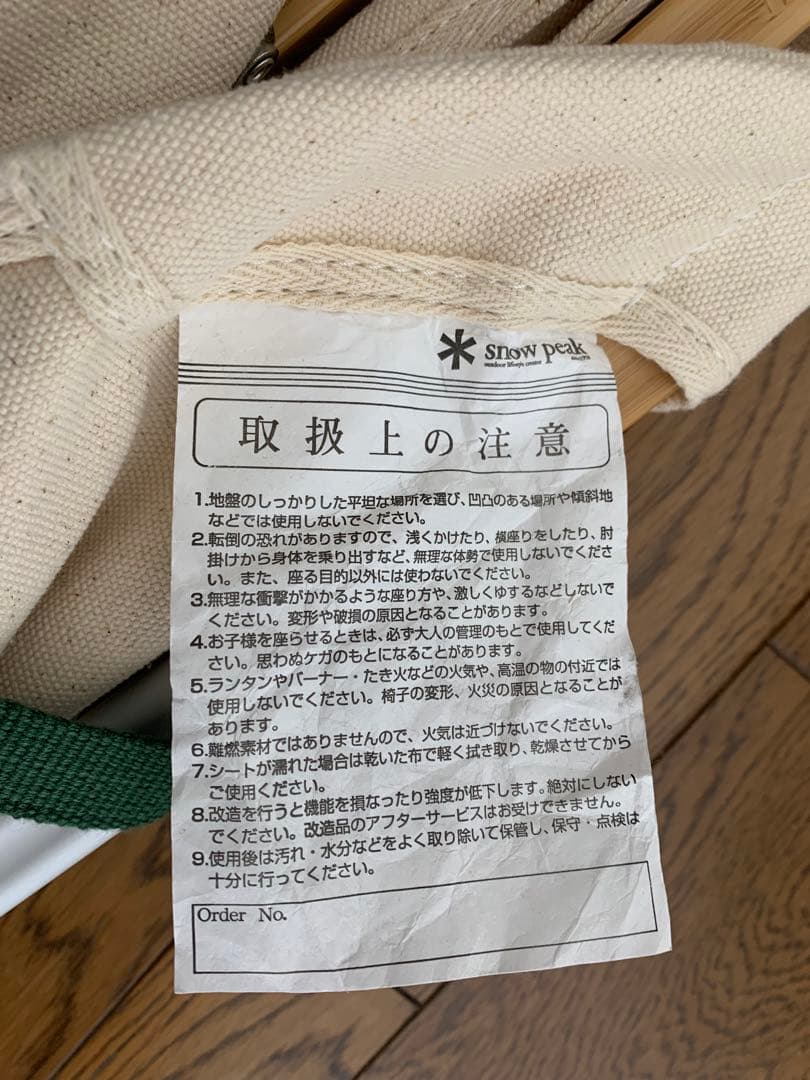 snow peak
outdoor lifestyle creator
取扱上の注意
1.地盤のしっかりした平坦な場所を選び、凹凸のある場所や傾斜地
などでは使用しないでください。
2.転倒の恐れがありますので、浅くかけたり、横座りをしたり、肘
掛けから身体を乗り出すなど、無理な体勢で使用しないでくださ
い。また、座る目的以外には使わないでください。
3.無理な衝撃がかかるような座り方や、激しくゆするなどしないで
ください。変形や破損の原因となることがあります。
4.お子様を座らせるときは、必ず大人の管理のもとで使用してくだ
さい。思わぬケガのもとになることがあります。
5.ランタンやバーナー・たき火などの火気や、高温の物の付近では
使用しないでください。椅子の変形、火災の原因となることが
あります。
6.難燃素材ではありませんので、火気は近づけないでください。
7.シートが濡れた場合は乾いた布で軽く拭き取り、乾燥させてから
ご使用ください。
8.改造を行うと機能を損なったり強度が低下します。絶対にしない
でください。改造品のアフターサービスはお受けできません。
9.使用後は汚れ・水分などをよく取り除いて保管し、保守・点検は
十分に行ってください。
Order No.